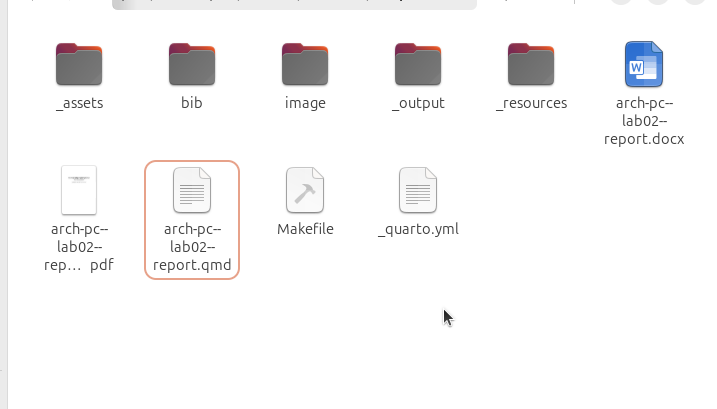 _assets
bib
image
_output
_resources
arch-pc--
lab02--
report.docx
arch-pc--
lab02--
rep… pdf
arch-pc--
lab02--
report.qmd
Makefile
_quarto.yml